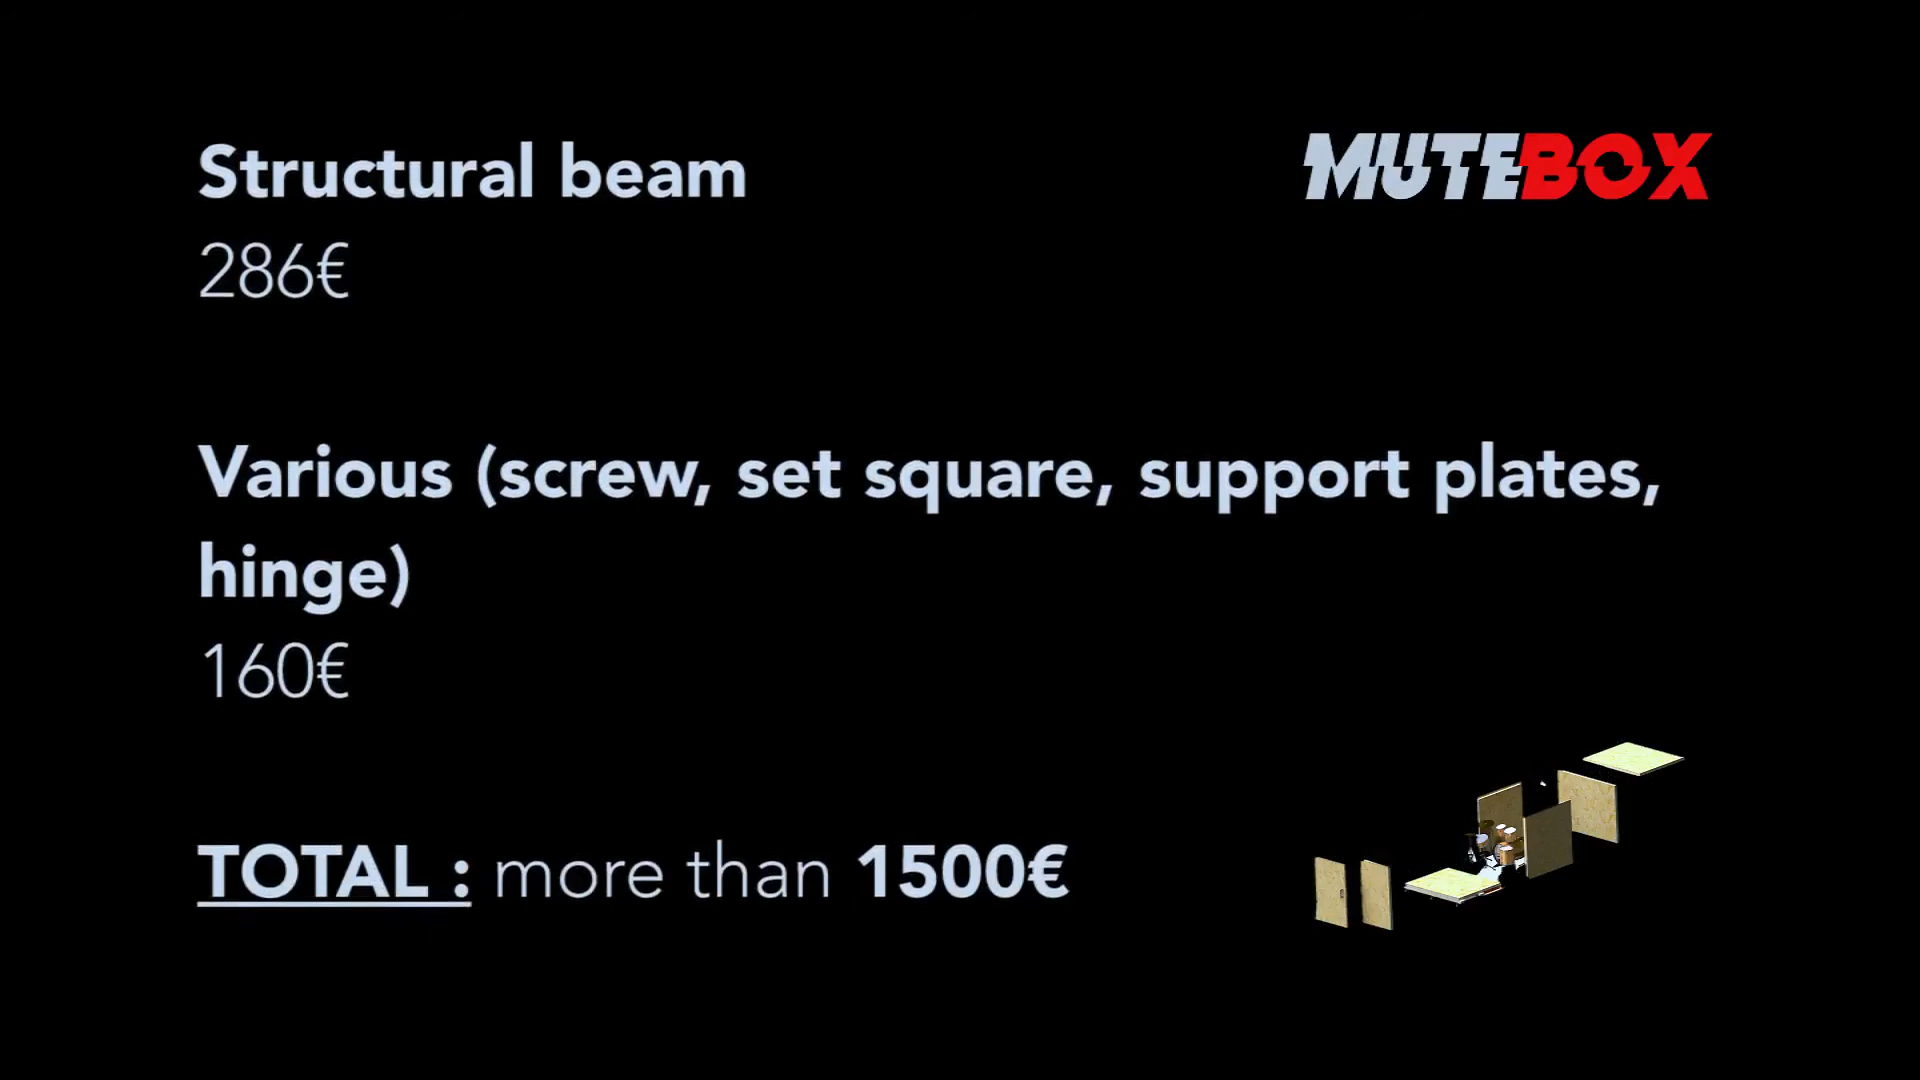 Structural beam
MUTEBOX
286€
Various (screw, set square, support plates,
hinge)
160€
TOTAL : more than 1500€